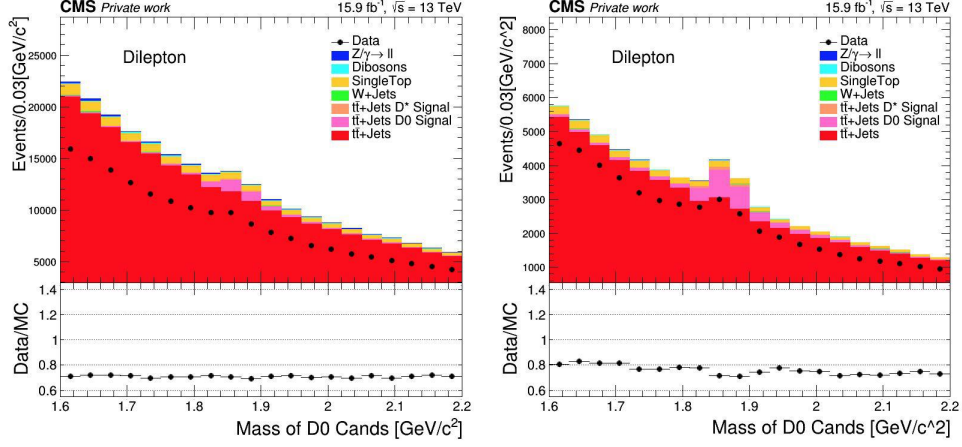 CMS Private work 15.9 fb⁻¹, √s = 13 TeV
Dilepton
Data
Z/γ→ ll
Dibosons
SingleTop
W+Jets
tt̄+Jets D* Signal
tt̄+Jets D0 Signal
tt̄+Jets
Events/0.03[GeV/c²]
25000
20000
15000
10000
5000
Data/MC
1.4
1.2
1
0.8
0.6
1.6 1.7 1.8 1.9 2 2.1 2.2
Mass of D0 Cands [GeV/c²]
CMS Private work 15.9 fb⁻¹, √s = 13 TeV
Dilepton
Data
Z/γ→ ll
Dibosons
SingleTop
W+Jets
tt̄+Jets D* Signal
tt̄+Jets D0 Signal
tt̄+Jets
Events/0.03[GeV/c^2]
8000
7000
6000
5000
4000
3000
2000
1000
Data/MC
1.4
1.2
1
0.8
0.6
1.6 1.7 1.8 1.9 2 2.1 2.2
Mass of D0 Cands [GeV/c^2]